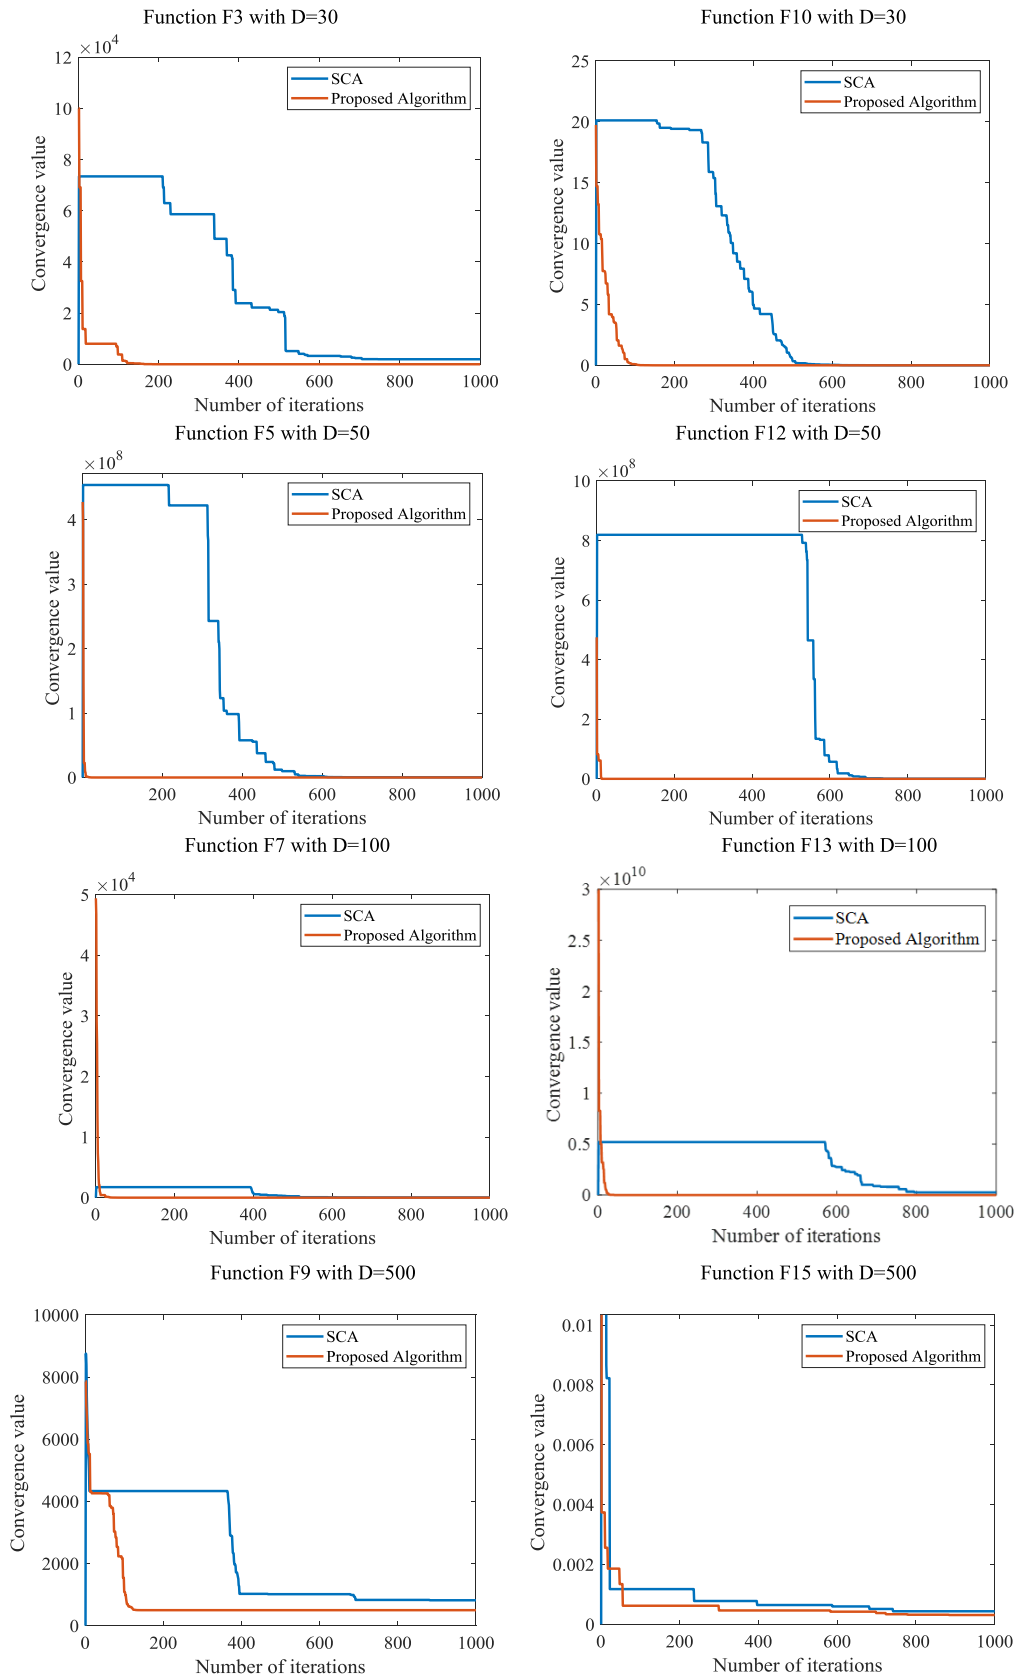 Function F3 with D=30
×10^4
12
10
8
6
4
2
0
0 200 400 600 800 1000
Convergence value
Number of iterations
SCA
Proposed Algorithm
Function F10 with D=30
25
20
15
10
5
0
0 200 400 600 800 1000
Convergence value
Number of iterations
SCA
Proposed Algorithm
Function F5 with D=50
×10^8
4
3
2
1
0
200 400 600 800 1000
Convergence value
Number of iterations
SCA
Proposed Algorithm
Function F12 with D=50
×10^8
10
8
6
4
2
0
0 200 400 600 800 1000
Convergence value
Number of iterations
SCA
Proposed Algorithm
Function F7 with D=100
×10^4
5
4
3
2
1
0
0 200 400 600 800 1000
Convergence value
Number of iterations
SCA
Proposed Algorithm
Function F13 with D=100
×10^10
3
2.5
2
1.5
1
0.5
0
0 200 400 600 800 1000
Convergence value
Number of iterations
SCA
Proposed Algorithm
Function F9 with D=500
10000
8000
6000
4000
2000
0
0 200 400 600 800 1000
Convergence value
Number of iterations
SCA
Proposed Algorithm
Function F15 with D=500
0.01
0.008
0.006
0.004
0.002
0
0 200 400 600 800 1000
Convergence value
Number of iterations
SCA
Proposed Algorithm